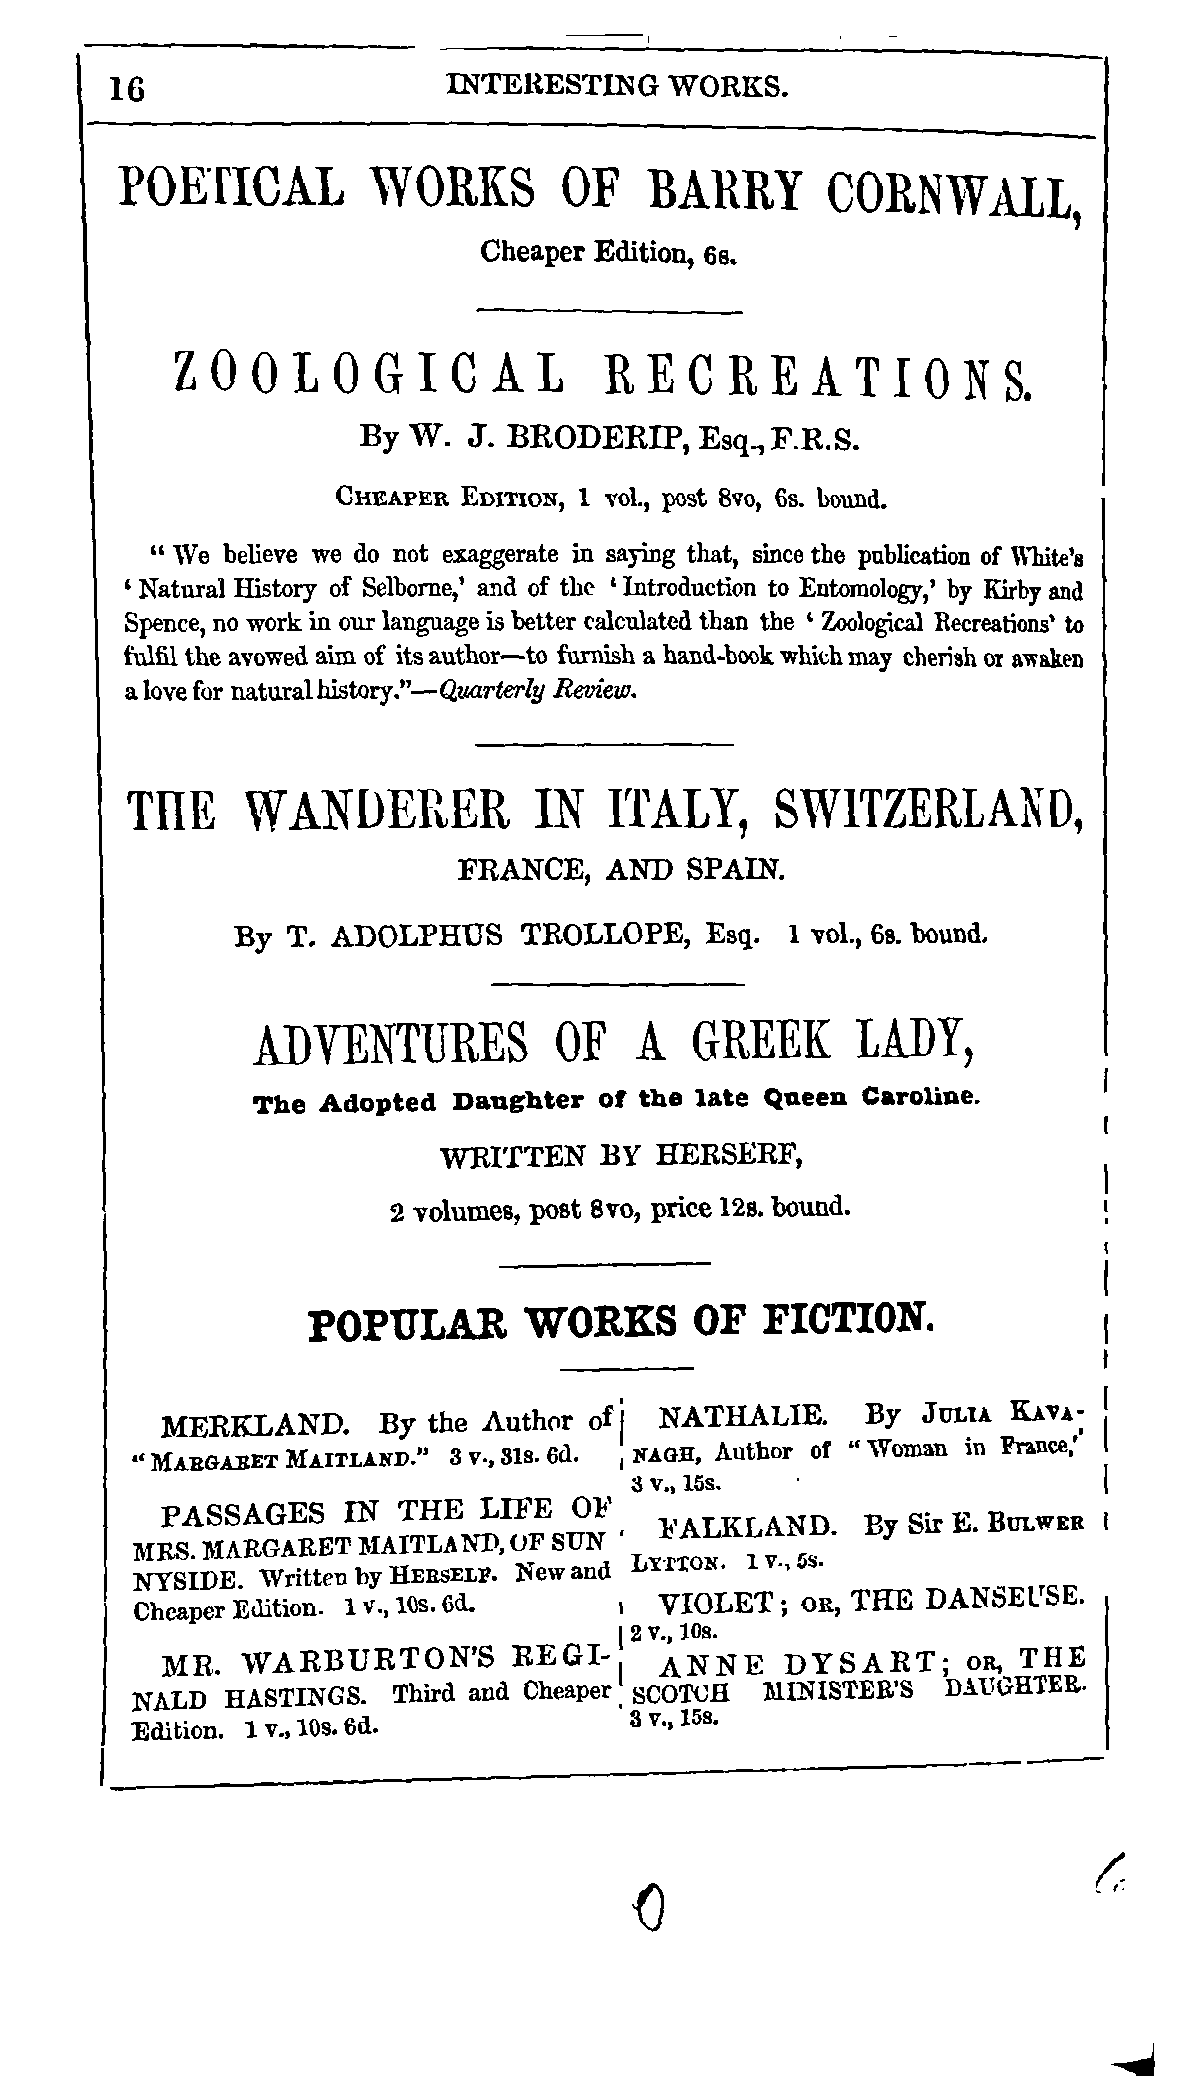 16 INTERESTING WORKS.
POETICAL WORKS OF BARRY CORNWALL,
Cheaper Edition, 6s.
ZOOLOGICAL RECREATIONS.
By W. J. BRODERIP, Esq., F.R.S.
CHEAPER EDITION, 1 vol., post 8vo, 6s. bound.
“ We believe we do not exaggerate in saying that, since the publication of White's
‘ Natural History of Selborne,’ and of the ‘ Introduction to Entomology,’ by Kirby and
Spence, no work in our language is better calculated than the ‘ Zoological Recreations’ to
fulfil the avowed aim of its author—to furnish a hand-book which may cherish or awaken
a love for natural history.”—Quarterly Review.
THE WANDERER IN ITALY, SWITZERLAND,
FRANCE, AND SPAIN.
By T. ADOLPHUS TROLLOPE, Esq. 1 vol., 6s. bound.
ADVENTURES OF A GREEK LADY,
The Adopted Daughter of the late Queen Caroline.
WRITTEN BY HERSELF,
2 volumes, post 8vo, price 12s. bound.
POPULAR WORKS OF FICTION.
MERKLAND. By the Author of
“ MARGARET MAITLAND.” 3 v., 31s. 6d.
PASSAGES IN THE LIFE OF
MRS. MARGARET MAITLAND, OF SUN
NYSIDE. Written by HERSELF. New and
Cheaper Edition. 1 v., 10s. 6d.
MR. WARBURTON'S REGI-
NALD HASTINGS. Third and Cheaper
Edition. 1 v., 10s. 6d.
NATHALIE. By JULIA KAVA-
NAGH, Author of “ Woman in France,”
3 v., 15s.
FALKLAND. By Sir E. BULWER
LYTTON. 1 v., 5s.
VIOLET ; OR, THE DANSEUSE.
2 v., 10s.
ANNE DYSART ; OR, THE
SCOTCH MINISTER'S DAUGHTER.
3 v., 15s.